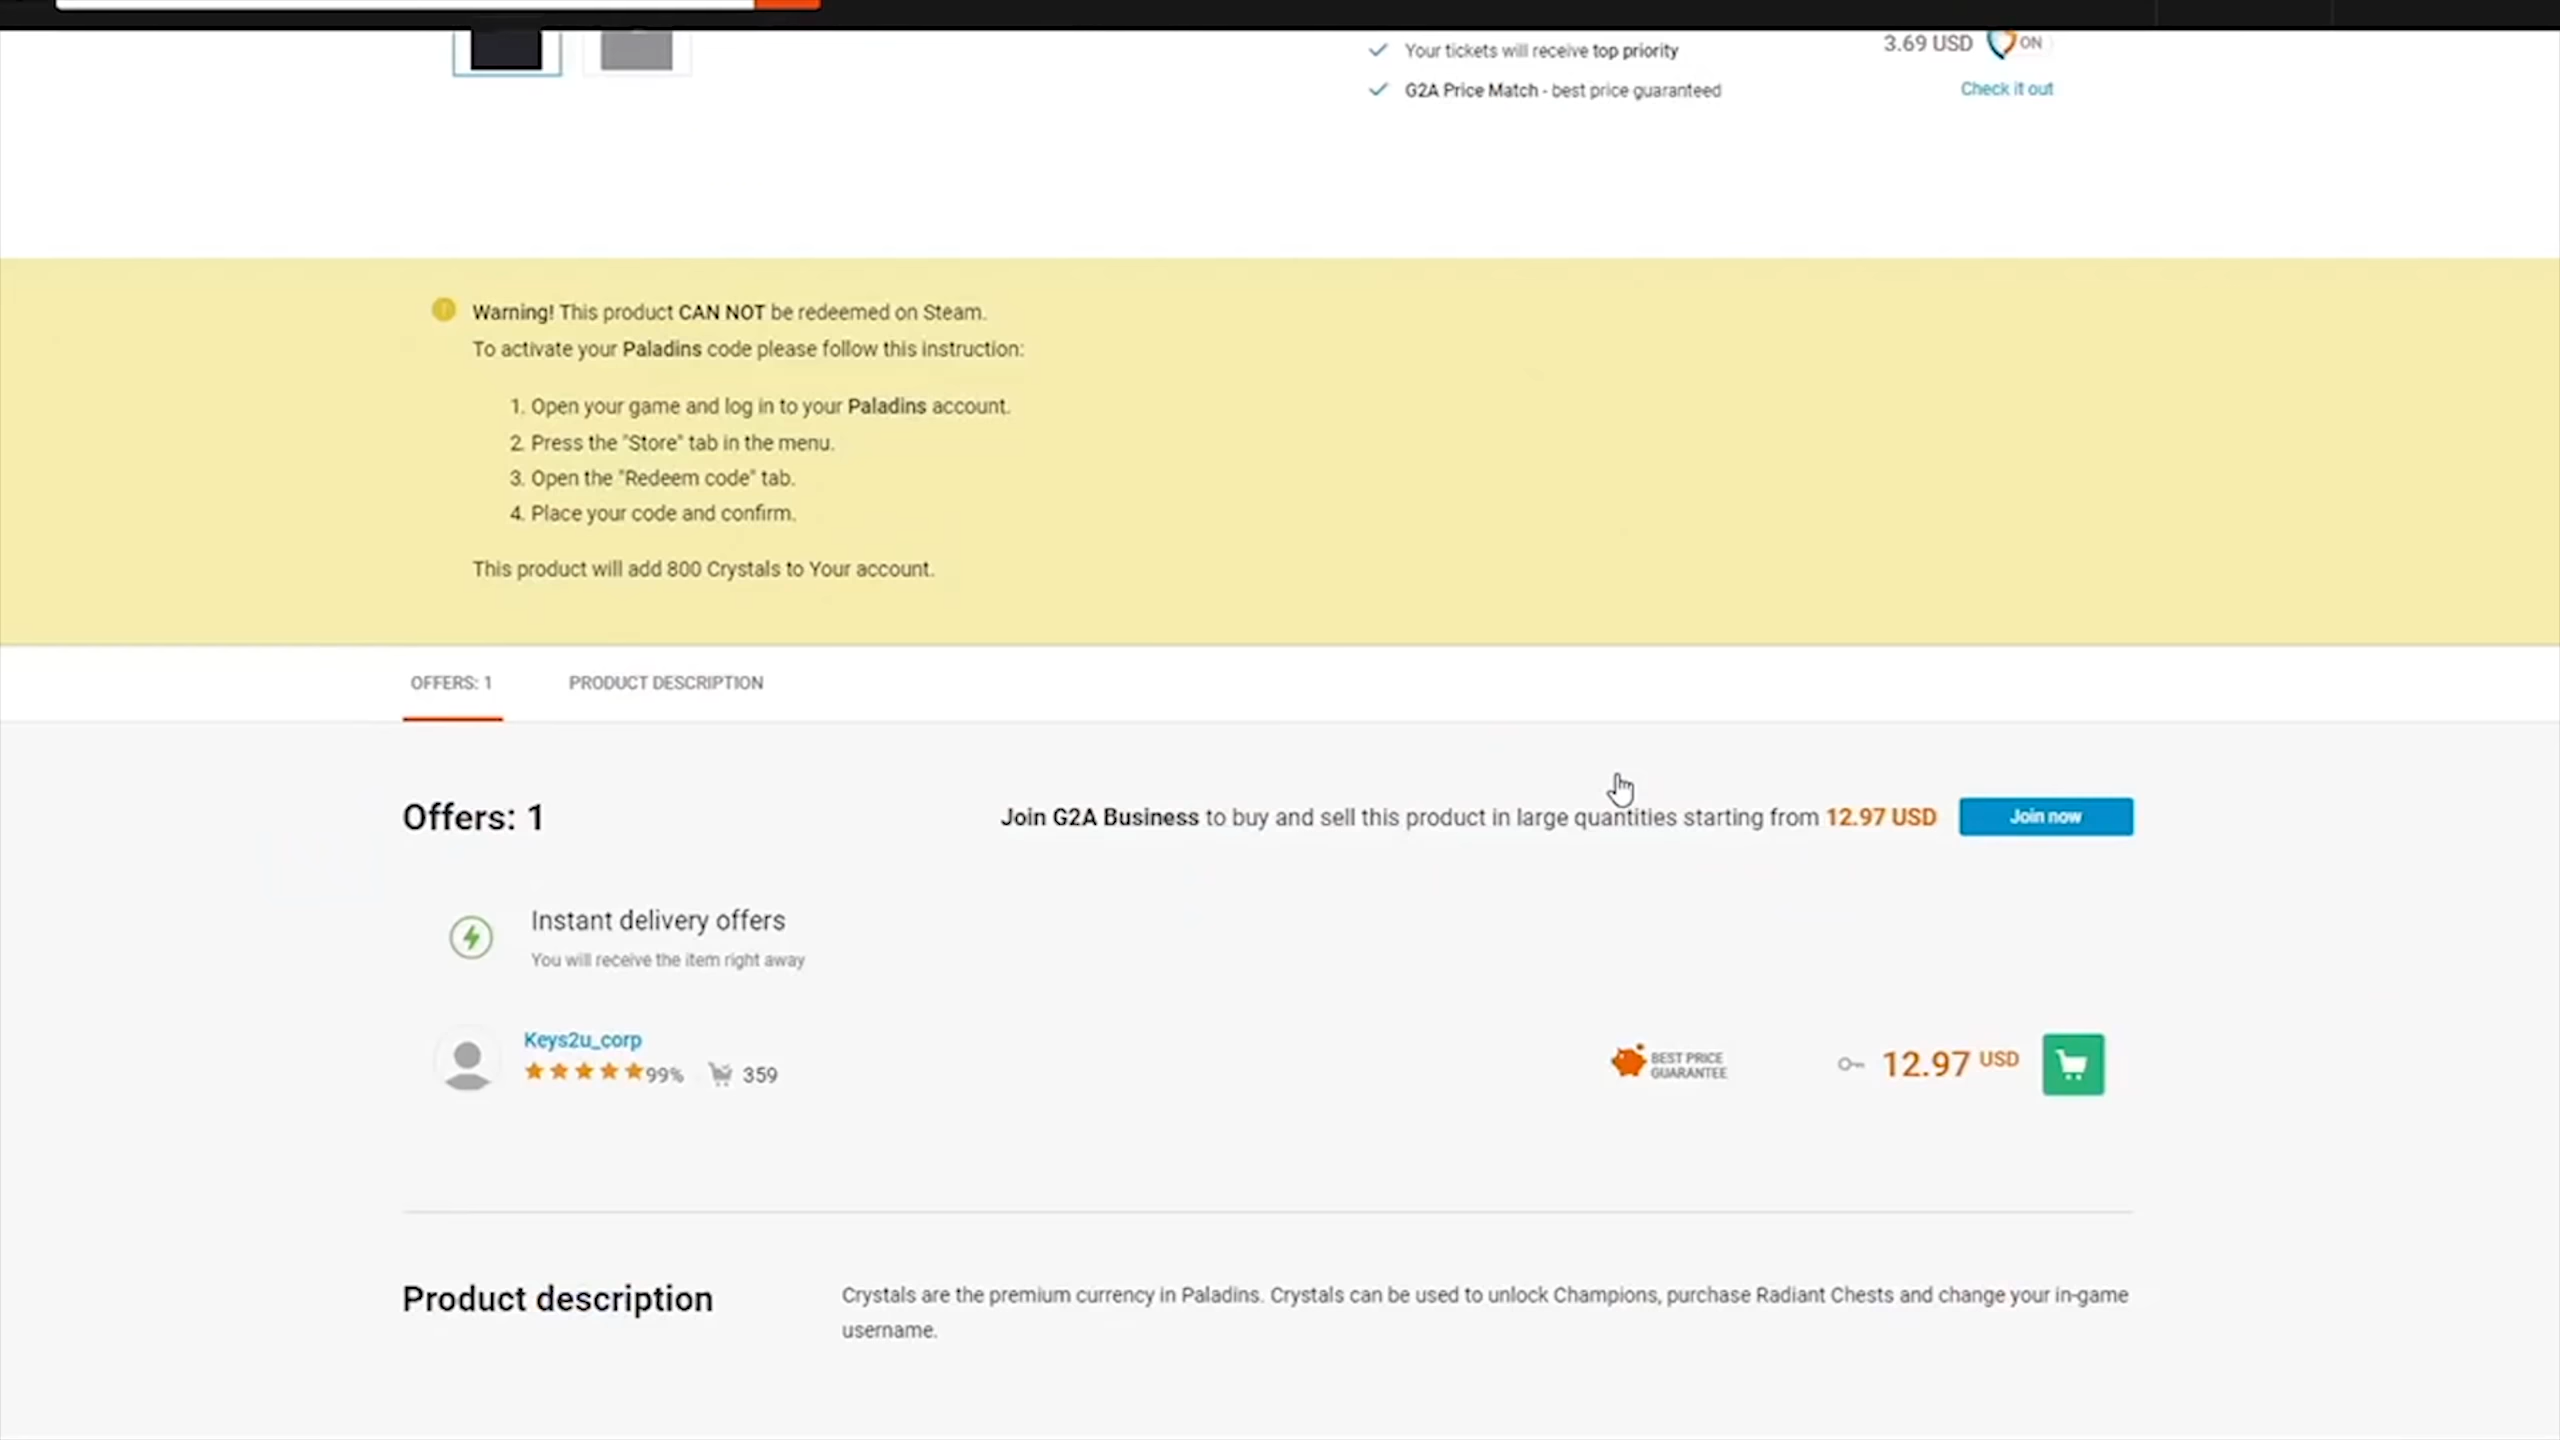 Your tickets will receive top priority
3.69 USD ON
G2A Price Match - best price guaranteed
Check it out
Warning! This product CAN NOT be redeemed on Steam.
To activate your Paladins code please follow this instruction:
1. Open your game and log in to your Paladins account.
2. Press the "Store" tab in the menu.
3. Open the "Redeem code" tab.
4. Place your code and confirm.
This product will add 800 Crystals to Your account.
OFFERS: 1 PRODUCT DESCRIPTION
Offers: 1
Join G2A Business to buy and sell this product in large quantities starting from 12.97 USD
Join now
Instant delivery offers
You will receive the item right away
Keys2u_corp
99% 359
BEST PRICE
GUARANTEE
12.97 USD
Product description
Crystals are the premium currency in Paladins. Crystals can be used to unlock Champions, purchase Radiant Chests and change your in-game
username.